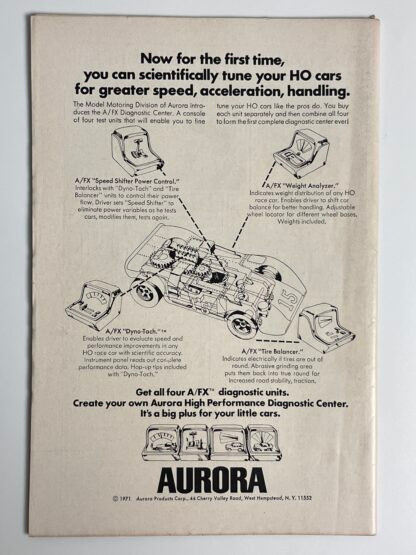 Now for the first time,
you can scientifically tune your HO cars
for greater speed, acceleration, handling.
The Model Motoring Division of Aurora intro-
duces the A/FX Diagnostic Center. A console
of four test units that will enable you to fine
tune your HO cars like the pros do. You buy
each unit separately and then combine all four
to form the first complete diagnostic center ever!
A/FX "Speed Shifter Power Control."
Interlocks with "Dyno-Tach" and "Tire
Balancer" units to control their power
flow. Driver sets "Speed Shifter" to
eliminate power variables as he tests
cars, modifies them, tests again.
A/FX "Weight Analyzer."
Indicates weight distribution of any HO
race car. Enables driver to shift car
balance for better handling. Adjustable
wheel locator for different wheel bases.
Weights included.
15
A/FX "Dyno-Tach."™
Enables driver to evaluate speed and
performance improvements in any
HO race car with scientific accuracy.
Instrument panel reads out complete
performance data. Hop-up tips included
with "Dyno-Tach."
A/FX "Tire Balancer."
Indicates electrically if tires are out of
round. Abrasive grinding area
puts them back into true round for
increased road stability, traction.
Get all four A/FX™ diagnostic units.
Create your own Aurora High Performance Diagnostic Center.
It's a big plus for your little cars.
AURORA
© 1971 Aurora Products Corp., 44 Cherry Valley Road, West Hempstead, N. Y. 11552